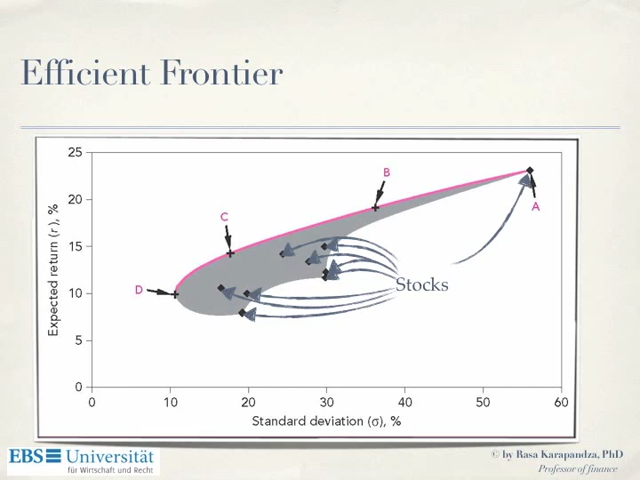 Efficient Frontier
25
20
15
10
5
0
Expected return (r), %
0 10 20 30 40 50 60
Standard deviation (σ), %
A
B
C
D
Stocks
EBS Universität
für Wirtschaft und Recht
© by Rasa Karapandza, PhD
Professor of finance